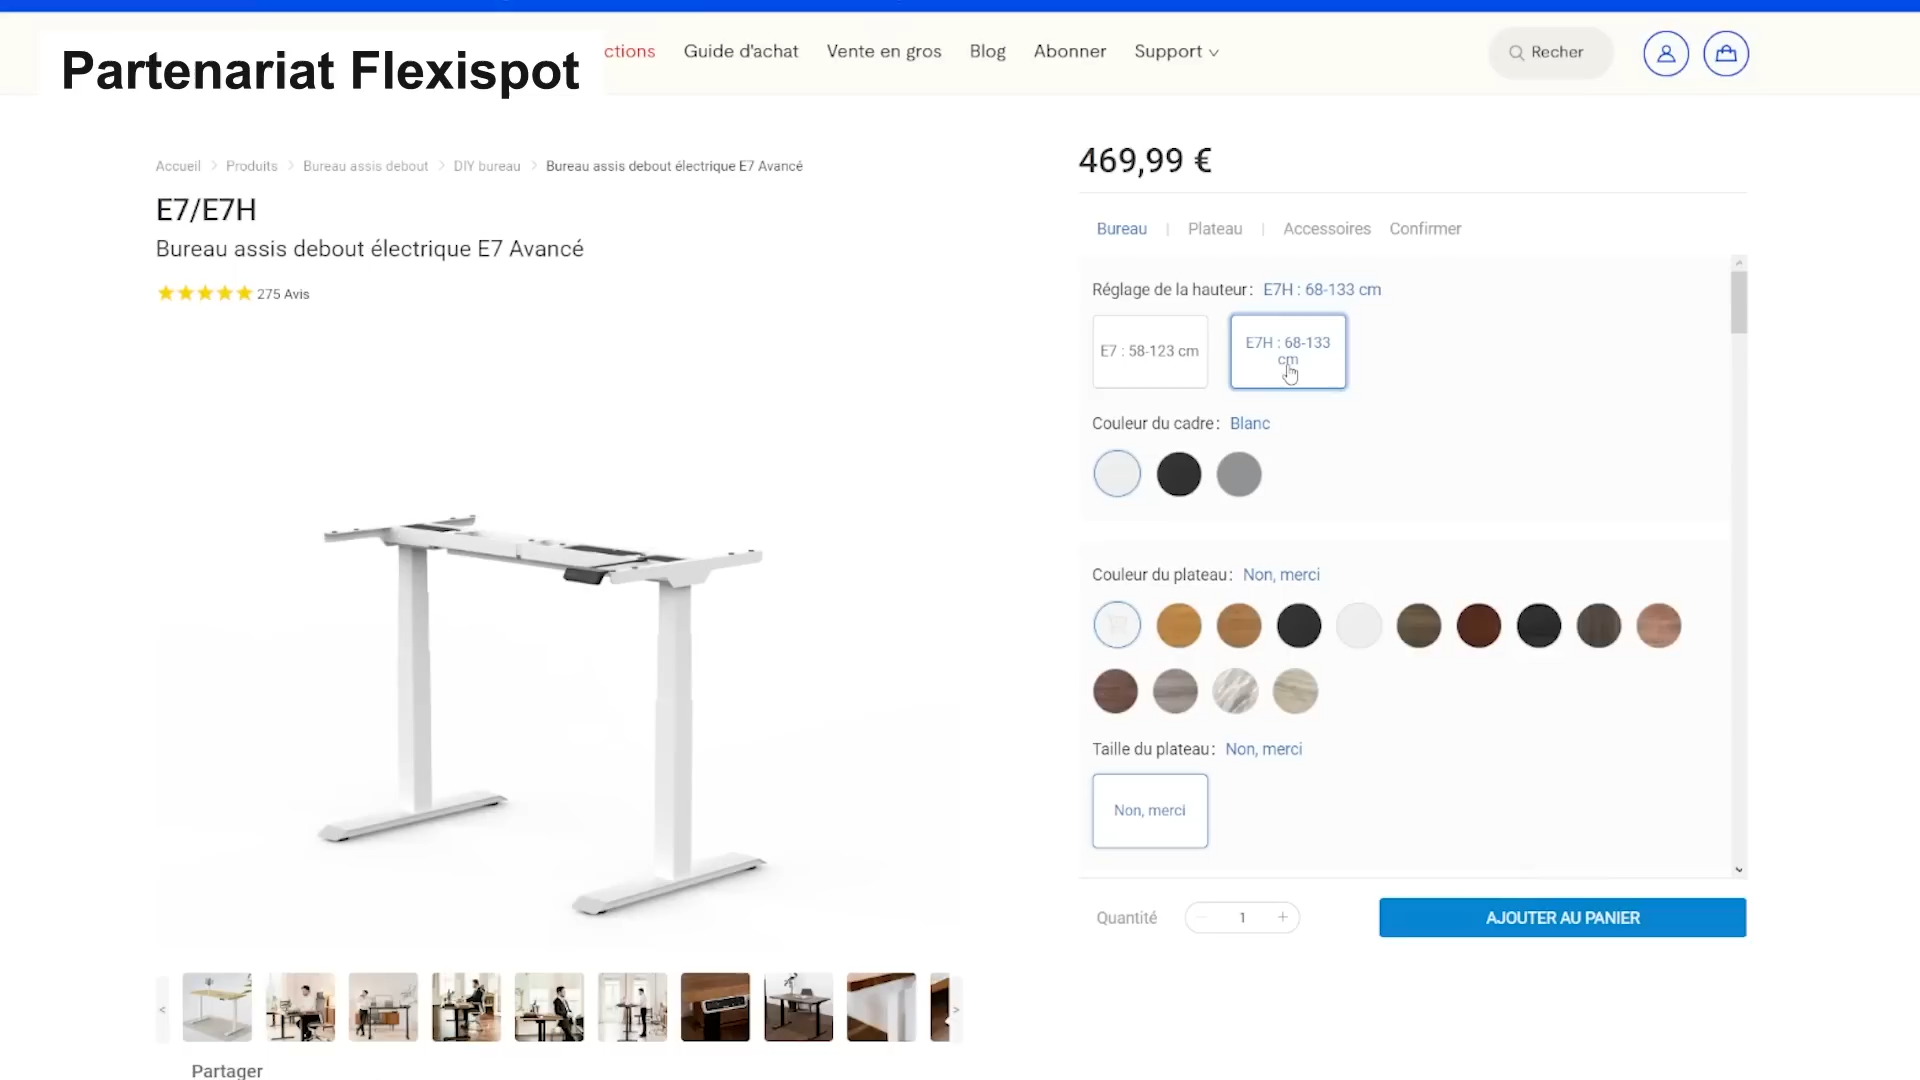 Partenariat Flexispot
ctions
Guide d'achat
Vente en gros
Blog
Abonner
Support
Recher
Accueil > Produits > Bureau assis debout > DIY bureau > Bureau assis debout électrique E7 Avancé
E7/E7H
Bureau assis debout électrique E7 Avancé
275 Avis
469,99 €
Bureau | Plateau | Accessoires Confirmer
Réglage de la hauteur: E7H : 68-133 cm
E7 : 58-123 cm
E7H : 68-133
cm
Couleur du cadre: Blanc
Couleur du plateau: Non, merci
Taille du plateau: Non, merci
Non, merci
Quantité
− 1 +
AJOUTER AU PANIER
< >
Partager